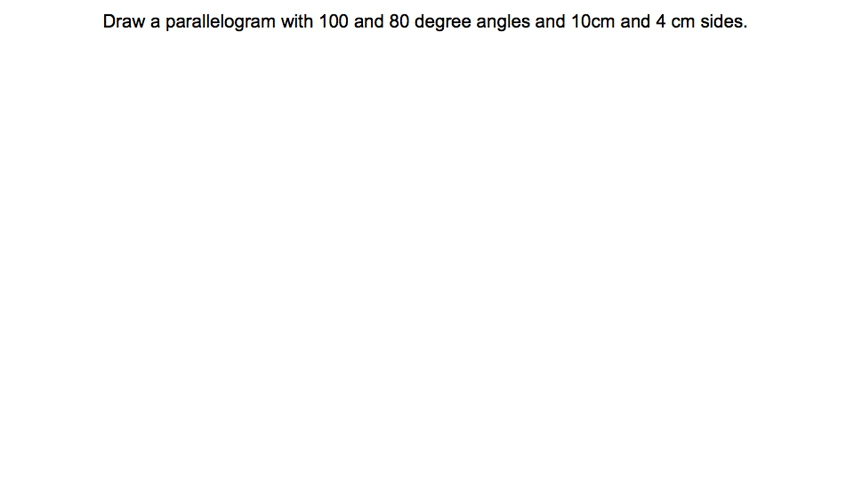 Draw a parallelogram with 100 and 80 degree angles and 10cm and 4 cm sides.